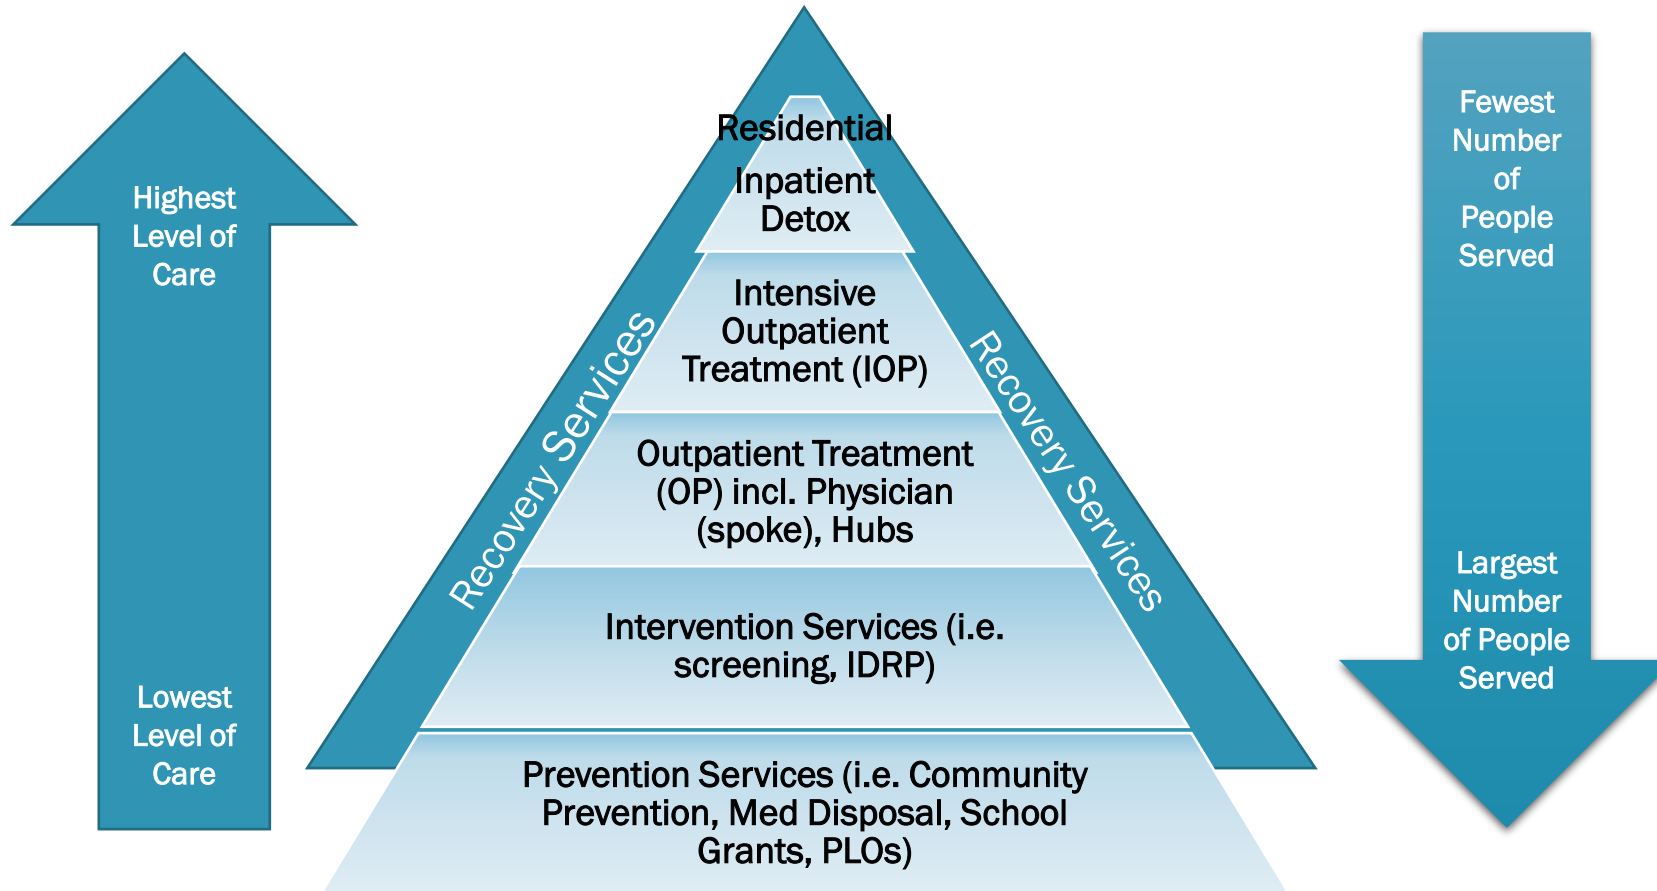 Highest
Level of
Care
Lowest
Level of
Care
Recovery Services
Residential
Inpatient
Detox
Intensive
Outpatient
Treatment (IOP)
Outpatient Treatment
(OP) incl. Physician
(spoke), Hubs
Intervention Services (i.e.
screening, IDRP)
Prevention Services (i.e. Community
Prevention, Med Disposal, School
Grants, PLOs)
Recovery Services
Fewest
Number
of
People
Served
Largest
Number
of People
Served